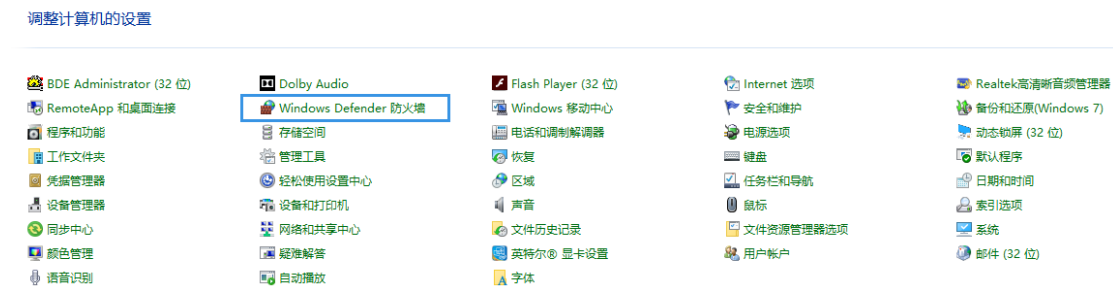 调整计算机的设置
BDE Administrator (32 位) Dolby Audio Flash Player (32 位) Internet 选项 Realtek高清晰音频管理器
RemoteApp 和桌面连接 Windows Defender 防火墙 Windows 移动中心 安全和维护 备份和还原(Windows 7)
程序和功能 存储空间 电话和调制解调器 电源选项 动态锁屏 (32 位)
工作文件夹 管理工具 恢复 键盘 默认程序
凭据管理器 轻松使用设置中心 区域 任务栏和导航 日期和时间
设备管理器 设备和打印机 声音 鼠标 索引选项
同步中心 网络和共享中心 文件历史记录 文件资源管理器选项 系统
颜色管理 疑难解答 英特尔® 显卡设置 用户帐户 邮件 (32 位)
语音识别 自动播放 字体